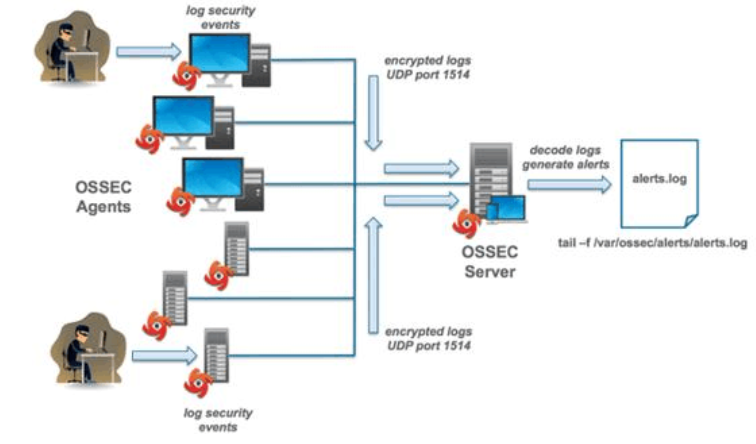 log security
events
encrypted logs
UDP port 1514
decode logs
generate alerts
alerts.log
OSSEC
Agents
tail –f /var/ossec/alerts/alerts.log
OSSEC
Server
encrypted logs
UDP port 1514
log security
events